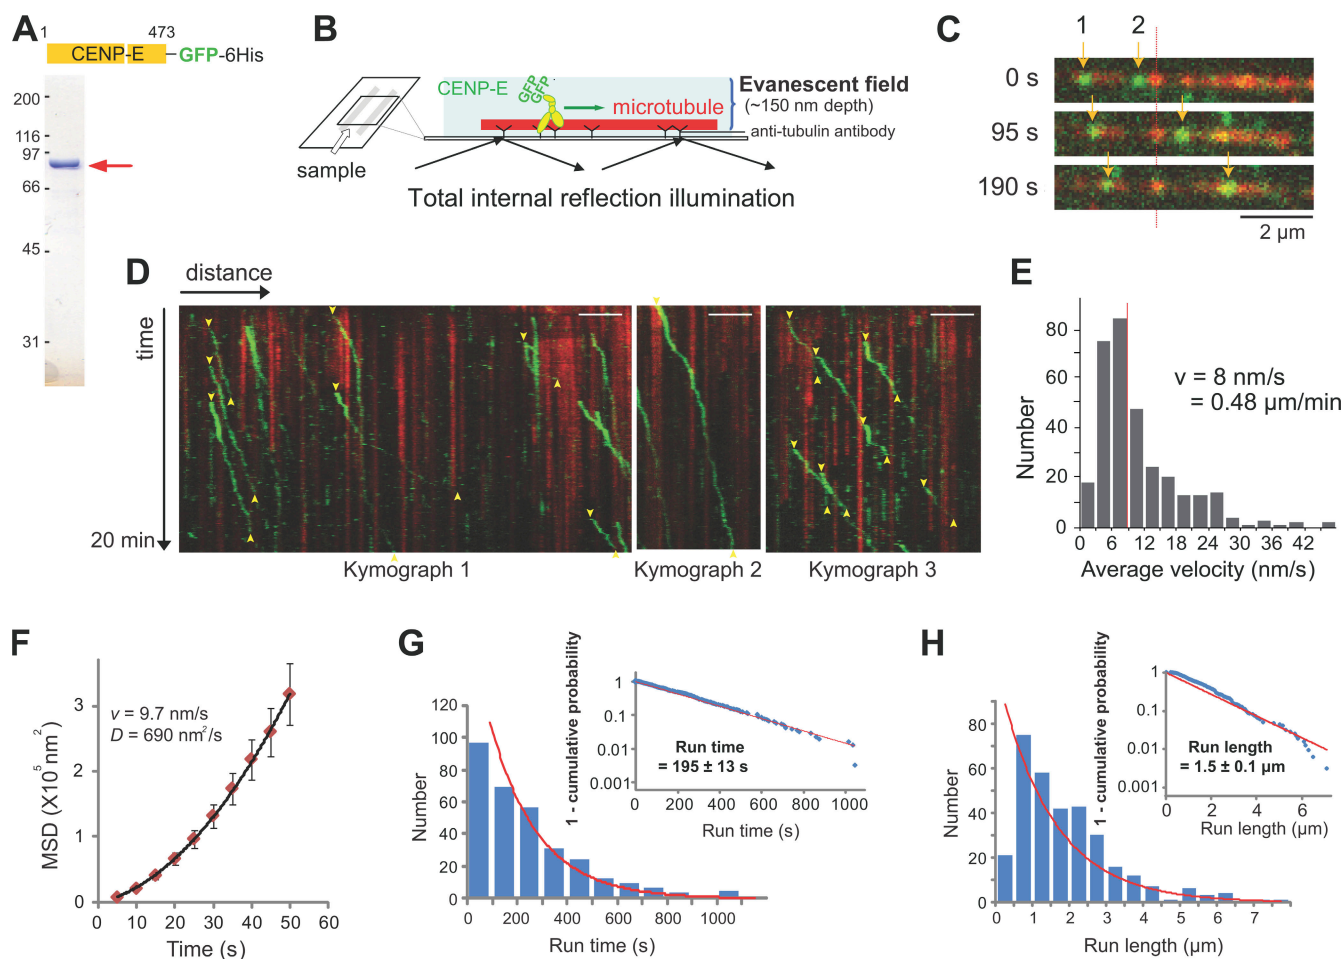 A
1 473
CENP-E GFP-6His
200
116
97
66
45
31
B
CENP-E
GFP
GFP
microtubule
Evanescent field
(~150 nm depth)
anti-tubulin antibody
sample
Total internal reflection illumination
C
1 2
0 s
95 s
190 s
2 µm
D
distance
time
20 min
Kymograph 1 Kymograph 2 Kymograph 3
E
Number
80
60
40
20
0
v = 8 nm/s
= 0.48 µm/min
0 6 12 18 24 30 36 42
Average velocity (nm/s)
F
MSD (X10⁵ nm²)
3
2
1
0
v = 9.7 nm/s
D = 690 nm²/s
0 10 20 30 40 50 60
Time (s)
G
Number
120
100
80
60
40
20
0
0 200 400 600 800 1000
Run time (s)
1 - cumulative probability
1
0.1
0.01
0.001
Run time
= 195 ± 13 s
0 200 400 600 800 1000
Run time (s)
H
Number
80
60
40
20
0
0 1 2 3 4 5 6 7
Run length (µm)
1 - cumulative probability
1
0.1
0.01
0.001
Run length
= 1.5 ± 0.1 µm
0 2 4 6
Run length (µm)